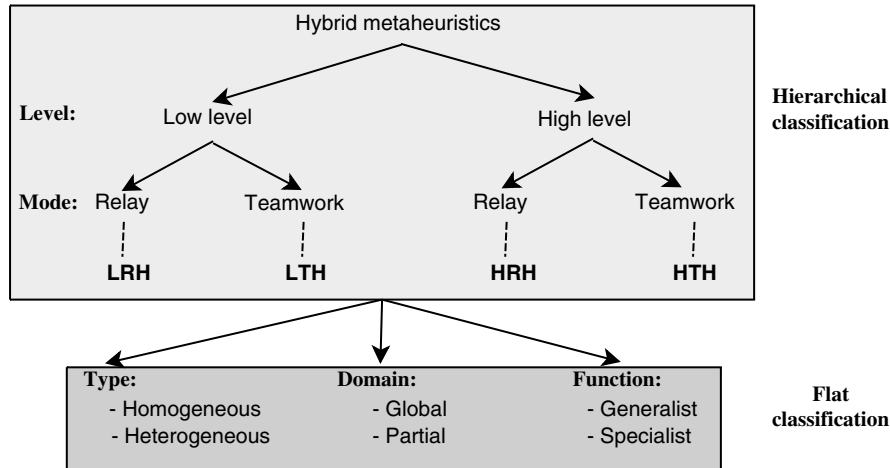 Hybrid metaheuristics
Hierarchical
classification
Level:
Low level
High level
Mode:
Relay
Teamwork
Relay
Teamwork
LRH
LTH
HRH
HTH
Type:
Domain:
Function:
- Homogeneous
- Global
- Generalist
- Heterogeneous
- Partial
- Specialist
Flat
classification